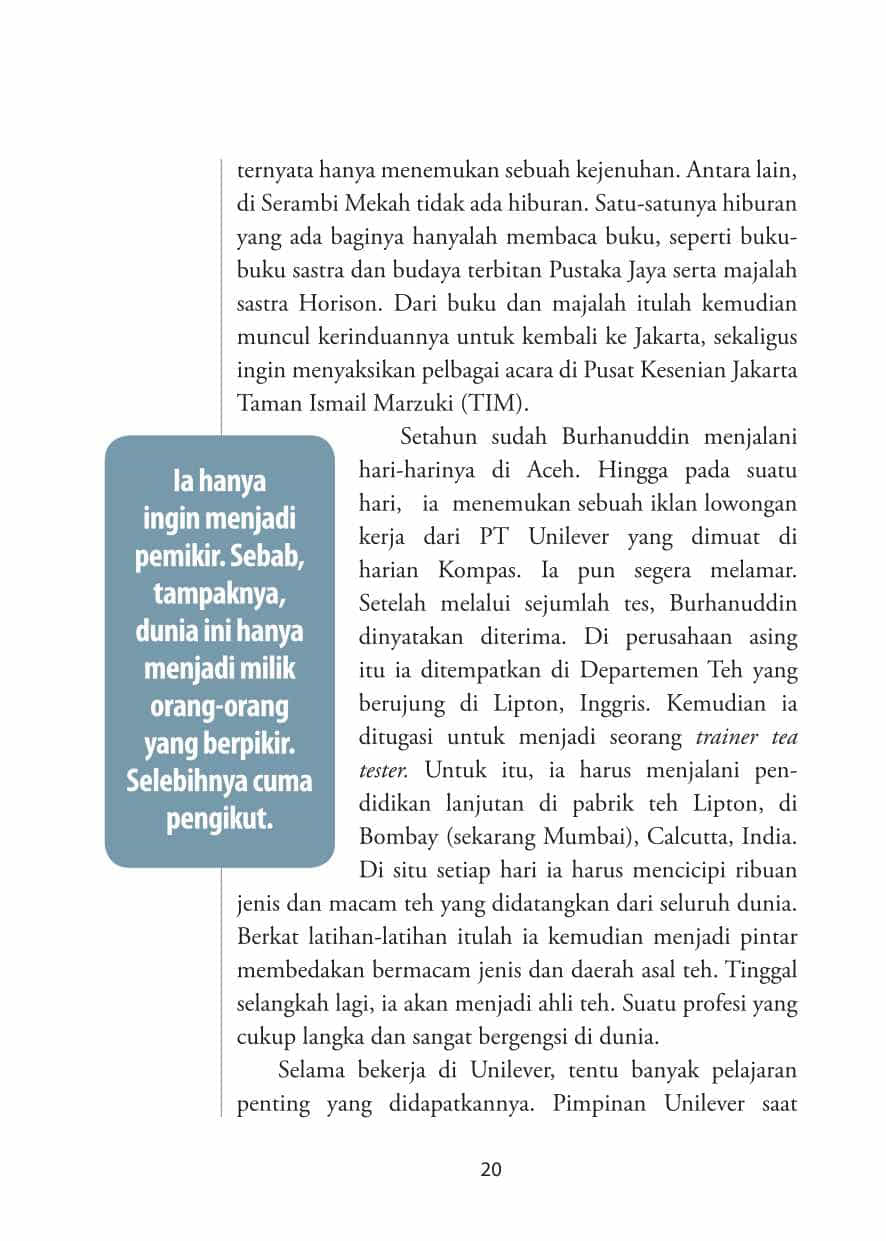 ternyata hanya menemukan sebuah kejenuhan. Antara lain,
di Serambi Mekah tidak ada hiburan. Satu-satunya hiburan
yang ada baginya hanyalah membaca buku, seperti buku-
buku sastra dan budaya terbitan Pustaka Jaya serta majalah
sastra Horison. Dari buku dan majalah itulah kemudian
muncul kerinduannya untuk kembali ke Jakarta, sekaligus
ingin menyaksikan pelbagai acara di Pusat Kesenian Jakarta
Taman Ismail Marzuki (TIM).
Setahun sudah Burhanuddin menjalani
hari-harinya di Aceh. Hingga pada suatu
hari, ia menemukan sebuah iklan lowongan
kerja dari PT Unilever yang dimuat di
harian Kompas. Ia pun segera melamar.
Setelah melalui sejumlah tes, Burhanuddin
dinyatakan diterima. Di perusahaan asing
itu ia ditempatkan di Departemen Teh yang
berujung di Lipton, Inggris. Kemudian ia
ditugasi untuk menjadi seorang trainer tea
tester. Untuk itu, ia harus menjalani pen-
didikan lanjutan di pabrik teh Lipton, di
Bombay (sekarang Mumbai), Calcutta, India.
Di situ setiap hari ia harus mencicipi ribuan
jenis dan macam teh yang didatangkan dari seluruh dunia.
Berkat latihan-latihan itulah ia kemudian menjadi pintar
membedakan bermacam jenis dan daerah asal teh. Tinggal
selangkah lagi, ia akan menjadi ahli teh. Suatu profesi yang
cukup langka dan sangat bergengsi di dunia.
Selama bekerja di Unilever, tentu banyak pelajaran
penting yang didapatkannya. Pimpinan Unilever saat
Ia hanya
ingin menjadi
pemikir. Sebab,
tampaknya,
dunia ini hanya
menjadi milik
orang-orang
yang berpikir.
Selebihnya cuma
pengikut.
20